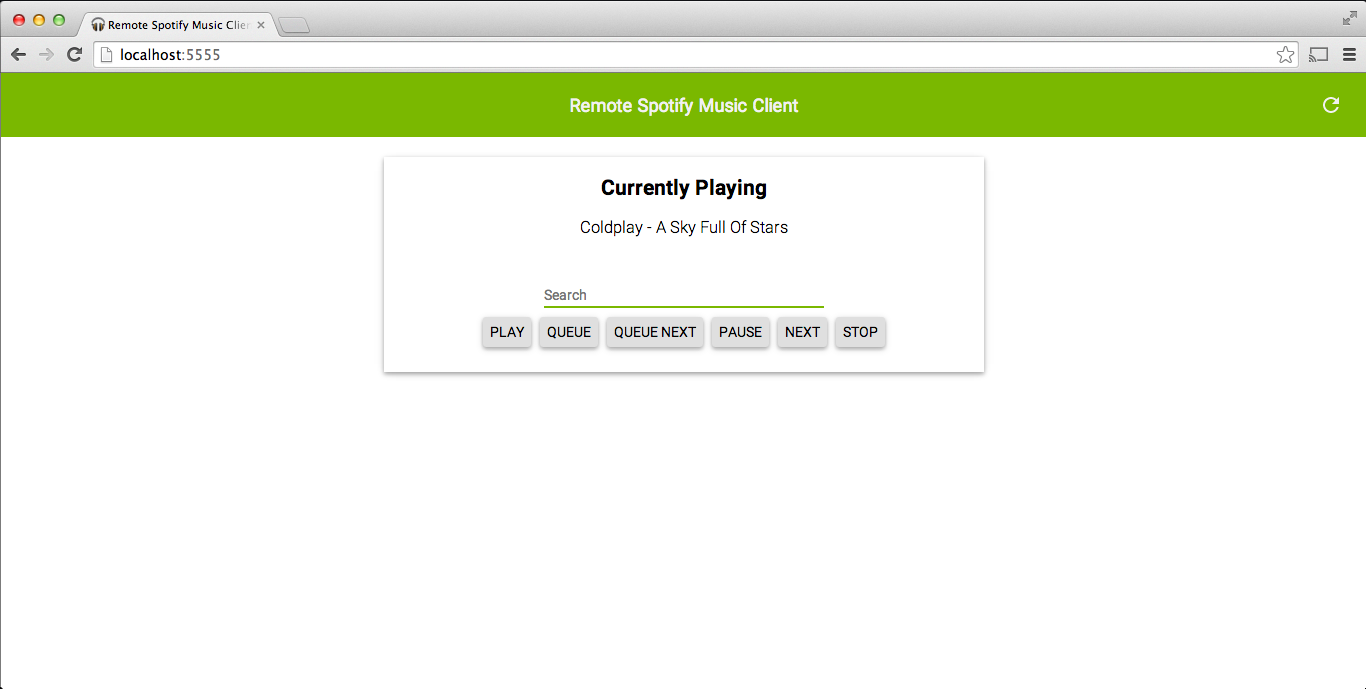 Remote Spotify Music Clien
localhost:5555
Remote Spotify Music Client
Currently Playing
Coldplay - A Sky Full Of Stars
Search
PLAY QUEUE QUEUE NEXT PAUSE NEXT STOP